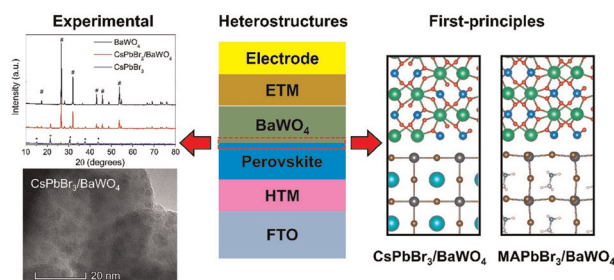 Experimental
Intensity (a.u.)
# BaWO₄
CsPbBr₃/BaWO₄
CsPbBr₃
10 20 30 40 50 60 70 80
2θ (degrees)
CsPbBr₃/BaWO₄
20 nm
Heterostructures
Electrode
ETM
BaWO₄
Perovskite
HTM
FTO
First-principles
CsPbBr₃/BaWO₄ MAPbBr₃/BaWO₄